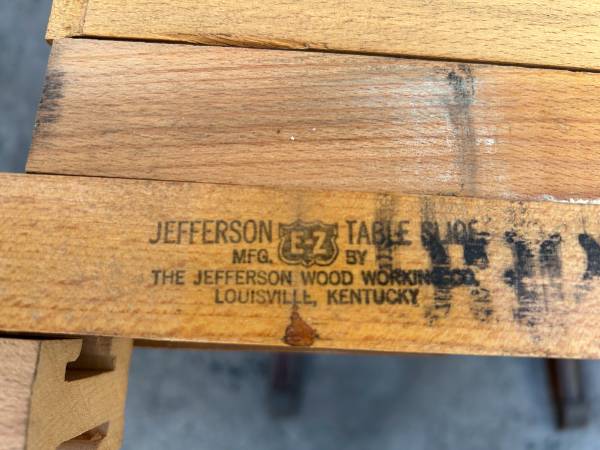 JEFFERSON E-Z TABLE SLIDE
MFG. BY
THE JEFFERSON WOOD WORKING CO.
LOUISVILLE, KENTUCKY